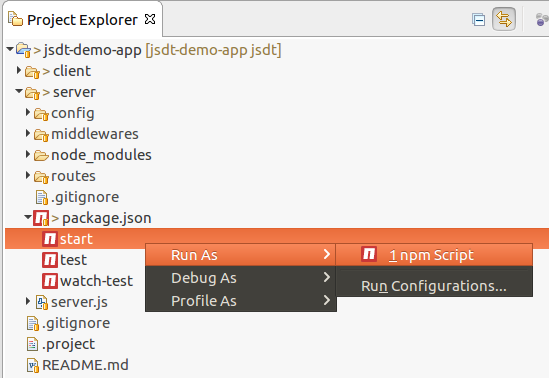 Project Explorer
> jsdt-demo-app [jsdt-demo-app jsdt]
> client
> server
config
middlewares
node_modules
routes
.gitignore
> package.json
start
Run As
1 npm Script
test
Debug As
Run Configurations...
watch-test
Profile As
server.js
.gitignore
.project
README.md